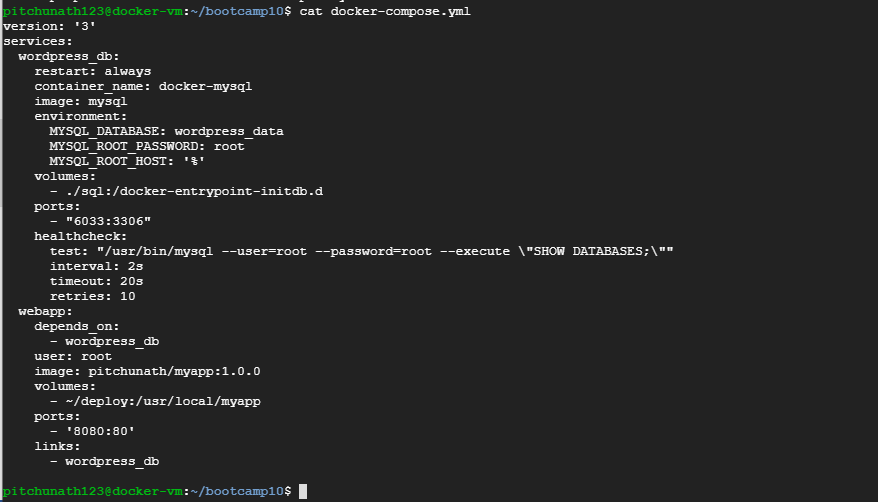 pitchunath123@docker-vm:~/bootcamp10$ cat docker-compose.yml
version: '3'
services:
  wordpress_db:
    restart: always
    container_name: docker-mysql
    image: mysql
    environment:
      MYSQL_DATABASE: wordpress_data
      MYSQL_ROOT_PASSWORD: root
      MYSQL_ROOT_HOST: '%'
    volumes:
      - ./sql:/docker-entrypoint-initdb.d
    ports:
      - "6033:3306"
    healthcheck:
      test: "/usr/bin/mysql --user=root --password=root --execute \"SHOW DATABASES;\""
      interval: 2s
      timeout: 20s
      retries: 10
  webapp:
    depends_on:
      - wordpress_db
    user: root
    image: pitchunath/myapp:1.0.0
    volumes:
      - ~/deploy:/usr/local/myapp
    ports:
      - '8080:80'
    links:
      - wordpress_db
pitchunath123@docker-vm:~/bootcamp10$